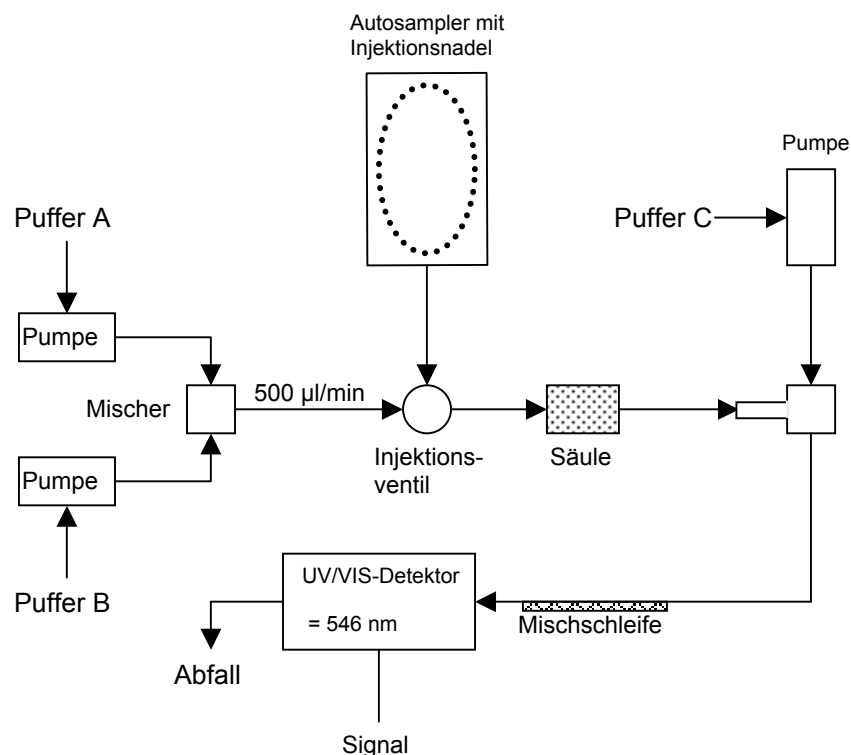 Autosampler mit
Injektionsnadel
Pumpe
Puffer A
Puffer C
Pumpe
Mischer
500 µl/min
Injektions-
ventil
Säule
Pumpe
Puffer B
UV/VIS-Detektor
= 546 nm
Mischschleife
Abfall
Signal